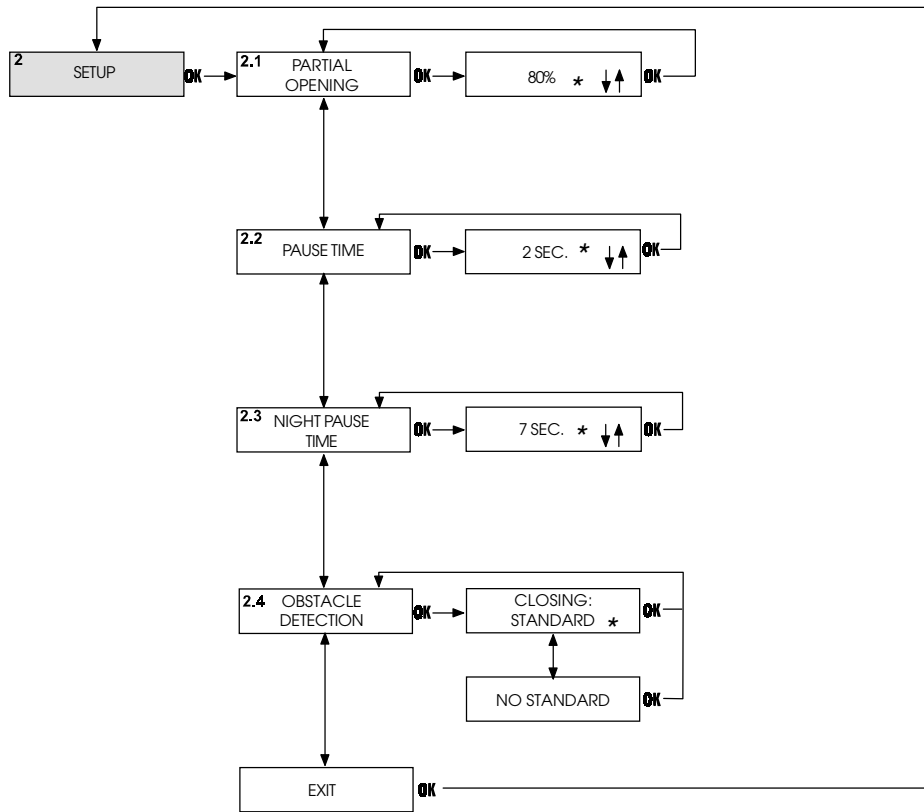 2
SETUP
OK
2.1
PARTIAL
OPENING
OK
80% *
OK
2.2
PAUSE TIME
OK
2 SEC. *
OK
2.3
NIGHT PAUSE
TIME
OK
7 SEC. *
OK
2.4
OBSTACLE
DETECTION
OK
CLOSING:
STANDARD *
OK
NO STANDARD
OK
EXIT
OK